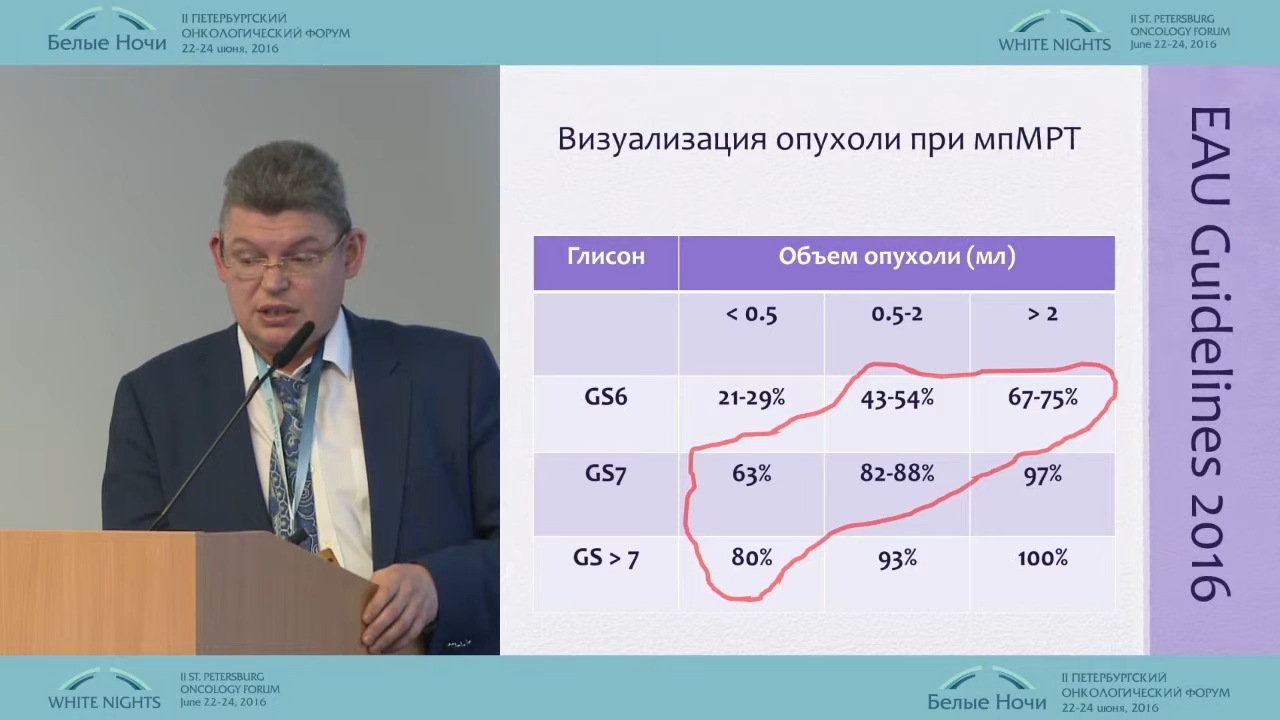 Белые Ночи
II ПЕТЕРБУРГСКИЙ
ОНКОЛОГИЧЕСКИЙ ФОРУМ
22-24 июня, 2016
WHITE NIGHTS
II ST. PETERSBURG
ONCOLOGY FORUM
June 22-24, 2016
Визуализация опухоли при мпМРТ
Глисон Объем опухоли (мл)
< 0.5 0.5-2 > 2
GS6 21-29% 43-54% 67-75%
GS7 63% 82-88% 97%
GS > 7 80% 93% 100%
EAU Guidelines 2016
WHITE NIGHTS
II ST. PETERSBURG
ONCOLOGY FORUM
June 22-24, 2016
Белые Ночи
II ПЕТЕРБУРГСКИЙ
ОНКОЛОГИЧЕСКИЙ ФОРУМ
22-24 июня, 2016